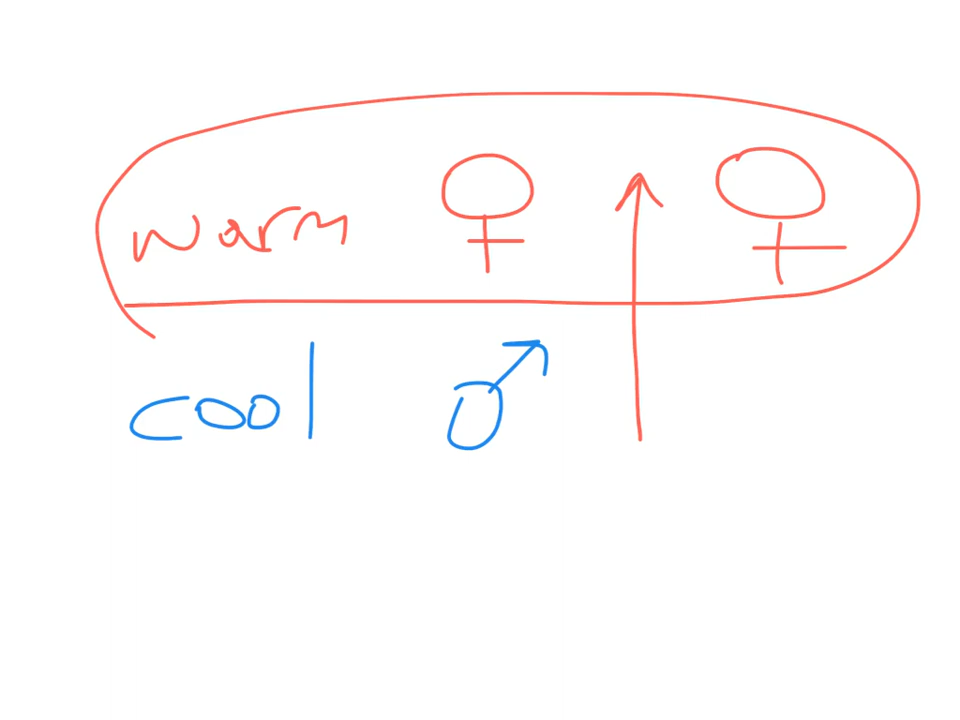 warm ♀ ↑ ♀
cool ♂